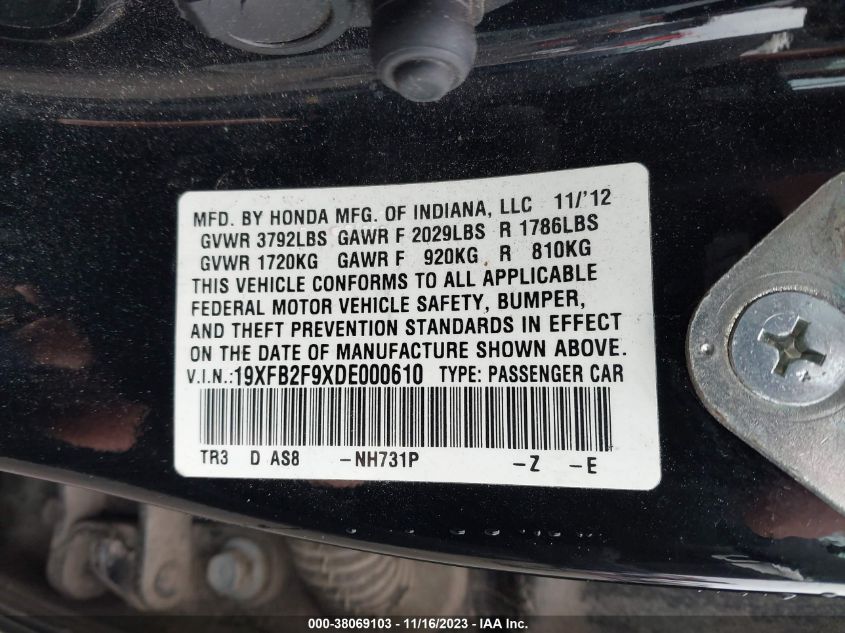 MFD. BY HONDA MFG. OF INDIANA, LLC 11/'12
GVWR 3792LBS GAWR F 2029LBS R 1786LBS
GVWR 1720KG GAWR F 920KG R 810KG
THIS VEHICLE CONFORMS TO ALL APPLICABLE
FEDERAL MOTOR VEHICLE SAFETY, BUMPER,
AND THEFT PREVENTION STANDARDS IN EFFECT
ON THE DATE OF MANUFACTURE SHOWN ABOVE.
V.I.N.:19XFB2F9XDE000610 TYPE: PASSENGER CAR
TR3 D AS8 -NH731P -Z -E
000-38069103 - 11/16/2023 - IAA Inc.